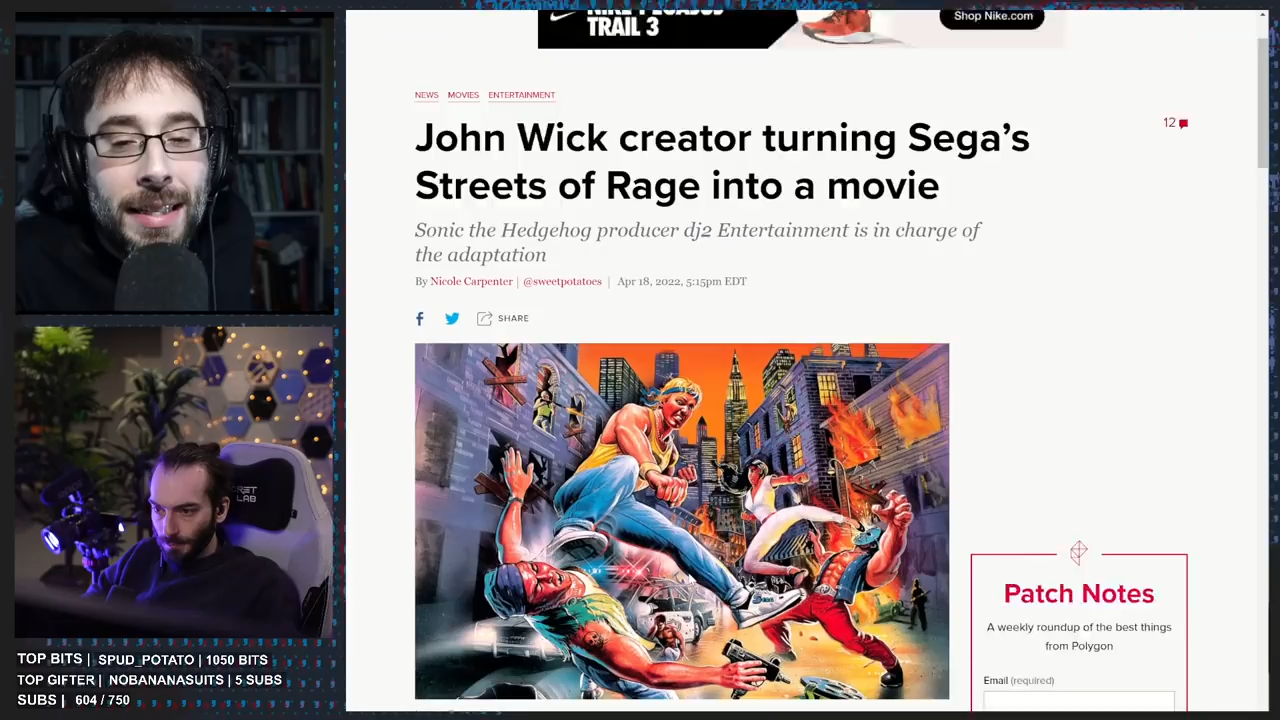 TRAIL 3
Shop Nike.com
NEWS MOVIES ENTERTAINMENT
John Wick creator turning Sega's
Streets of Rage into a movie
12
Sonic the Hedgehog producer dj2 Entertainment is in charge of
the adaptation
By Nicole Carpenter | @sweetpotatoes | Apr 18, 2022, 5:15pm EDT
SHARE
Patch Notes
A weekly roundup of the best things
from Polygon
Email (required)
TOP BITS | SPUD_POTATO | 1050 BITS
TOP GIFTER | NOBANANASUITS | 5 SUBS
SUBS | 604 / 750